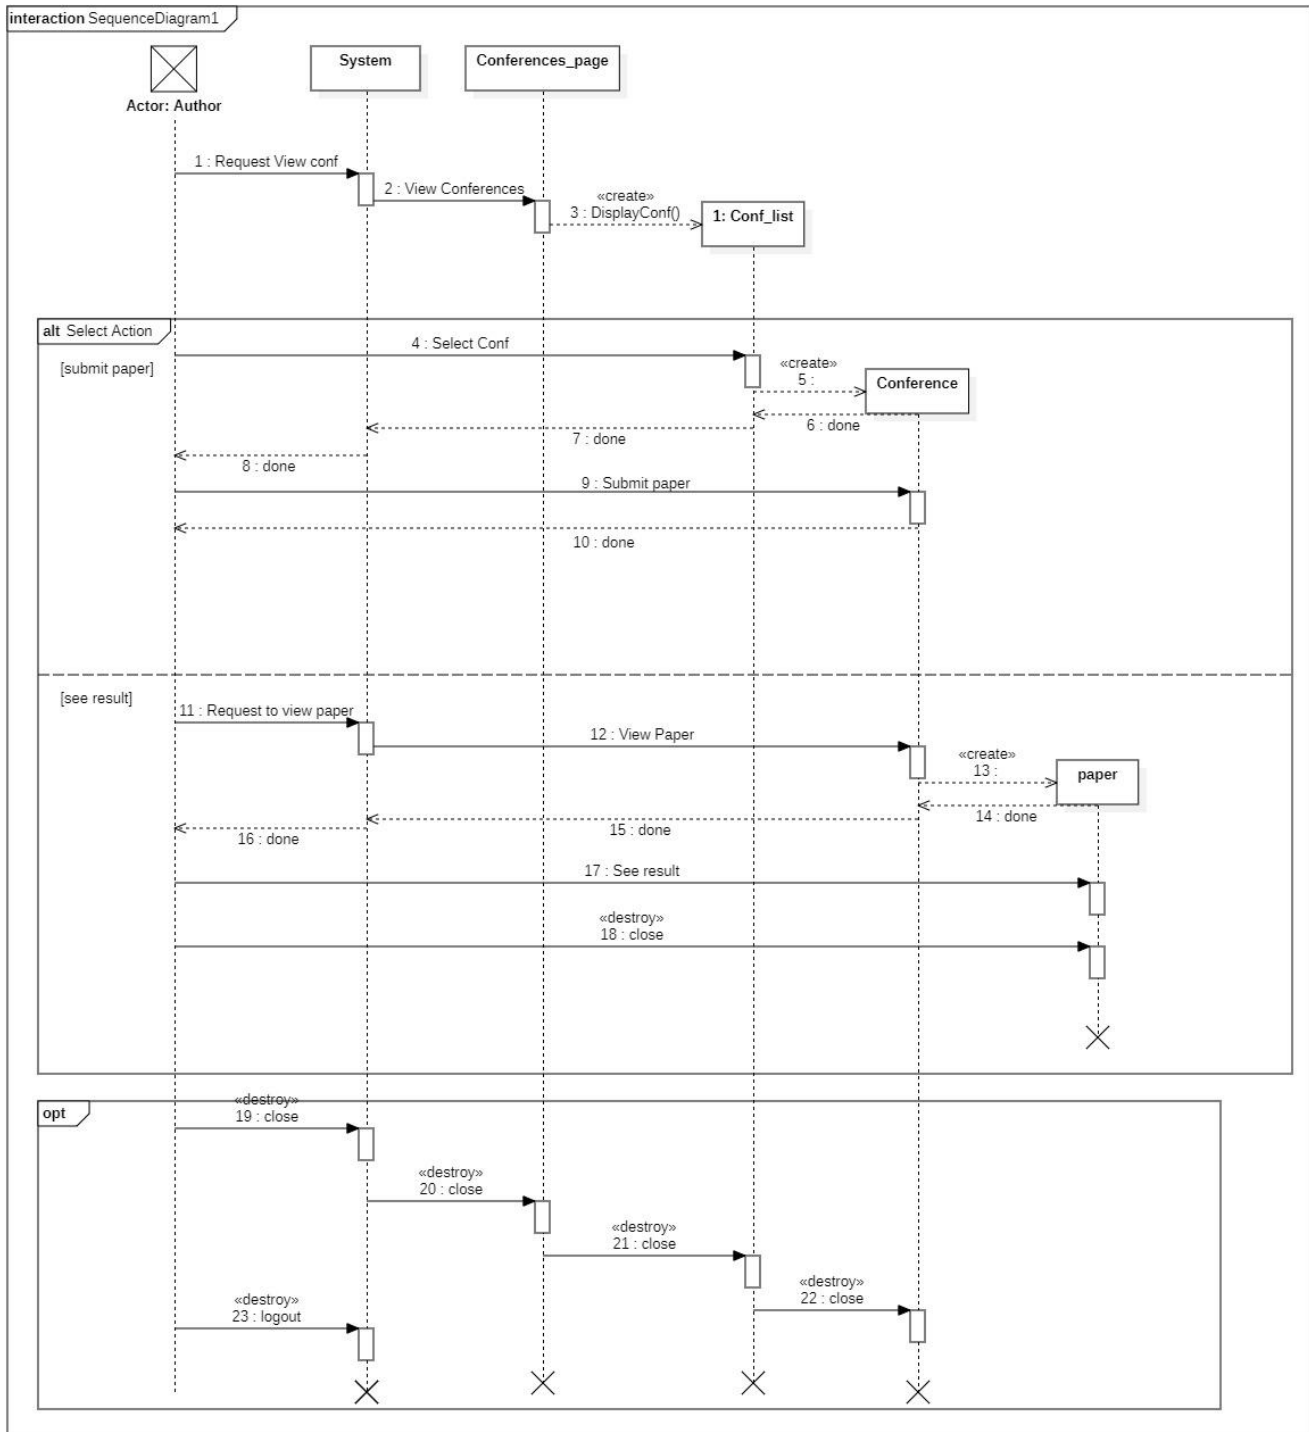 interaction SequenceDiagram1
System
Conferences_page
Actor: Author
1 : Request View conf
2 : View Conferences
«create»
3 : DisplayConf()
1: Conf_list
alt Select Action
[submit paper]
4 : Select Conf
«create»
5 :
Conference
6 : done
7 : done
8 : done
9 : Submit paper
10 : done
[see result]
11 : Request to view paper
12 : View Paper
«create»
13 :
paper
14 : done
15 : done
16 : done
17 : See result
«destroy»
18 : close
opt
«destroy»
19 : close
«destroy»
20 : close
«destroy»
21 : close
«destroy»
22 : close
«destroy»
23 : logout